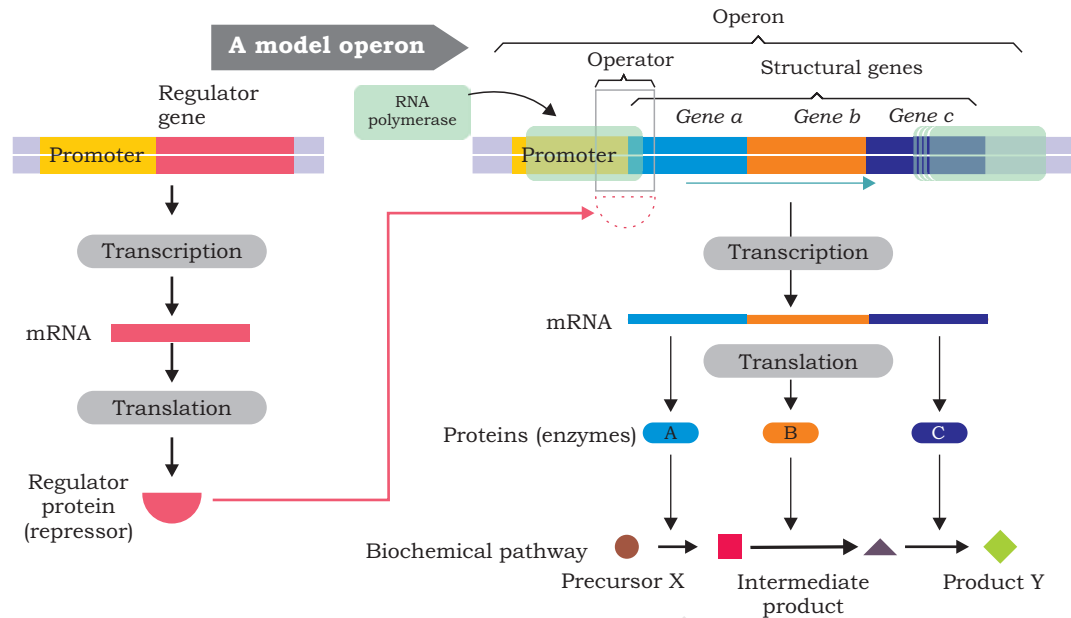 A model operon
Operon
Operator
Structural genes
RNA
polymerase
Regulator
gene
Gene a
Gene b
Gene c
Promoter
Promoter
Transcription
Transcription
mRNA
mRNA
Translation
Translation
Proteins (enzymes)
A
B
C
Regulator
protein
(repressor)
Biochemical pathway
Precursor X
Intermediate
product
Product Y